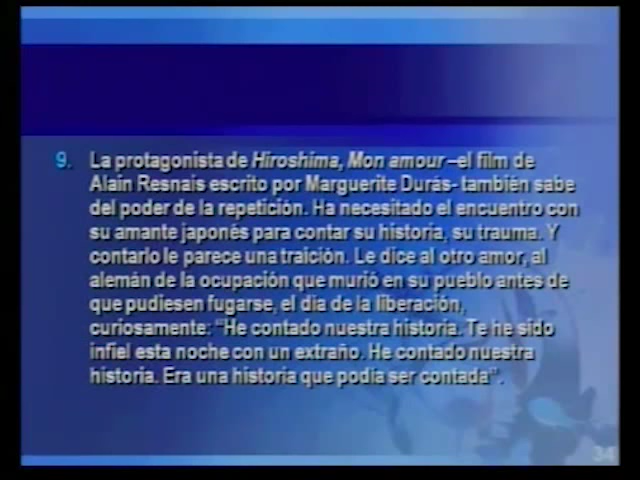 9. La protagonista de Hiroshima, Mon amour –el film de
Alain Resnais escrito por Marguerite Durás- también sabe
del poder de la repetición. Ha necesitado el encuentro con
su amante japonés para contar su historia, su trauma. Y
contarlo le parece una traición. Le dice al otro amor, al
alemán de la ocupación que murió en su pueblo antes de
que pudiesen fugarse, el día de la liberación,
curiosamente: "He contado nuestra historia. Te he sido
infiel esta noche con un extraño. He contado nuestra
historia. Era una historia que podía ser contada".
34